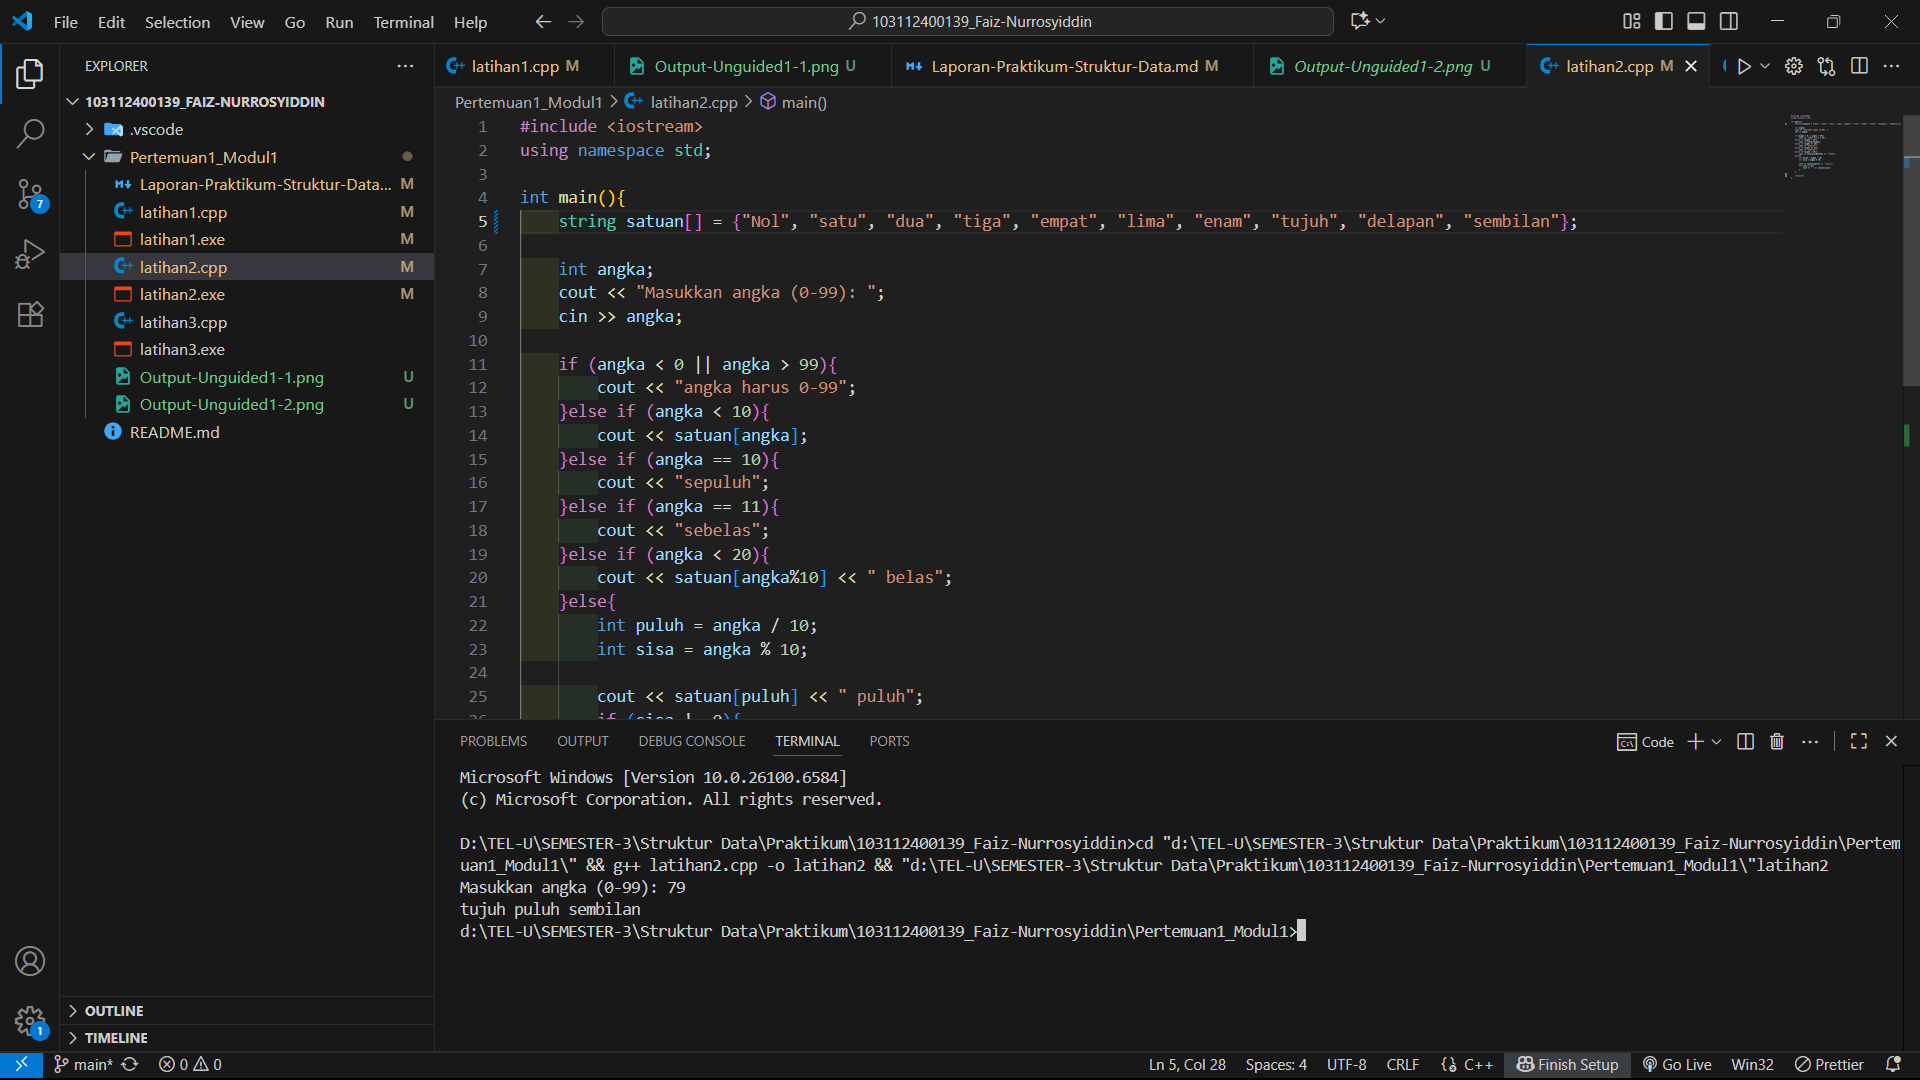 File Edit Selection View Go Run Terminal Help
103112400139_Faiz-Nurrosyiddin
EXPLORER
103112400139_FAIZ-NURROSYIDDIN
.vscode
Pertemuan1_Modul1
Laporan-Praktikum-Struktur-Data... M
latihan1.cpp M
latihan1.exe M
latihan2.cpp M
latihan2.exe M
latihan3.cpp
latihan3.exe
Output-Unguided1-1.png U
Output-Unguided1-2.png U
README.md
7
1
OUTLINE
TIMELINE
latihan1.cpp M Output-Unguided1-1.png U Laporan-Praktikum-Struktur-Data.md M Output-Unguided1-2.png U latihan2.cpp M
Pertemuan1_Modul1 > latihan2.cpp > main()
1 #include <iostream>
2 using namespace std;
3
4 int main(){
5 string satuan[] = {"Nol", "satu", "dua", "tiga", "empat", "lima", "enam", "tujuh", "delapan", "sembilan"};
6
7 int angka;
8 cout << "Masukkan angka (0-99): ";
9 cin >> angka;
10
11 if (angka < 0 || angka > 99){
12 cout << "angka harus 0-99";
13 }else if (angka < 10){
14 cout << satuan[angka];
15 }else if (angka == 10){
16 cout << "sepuluh";
17 }else if (angka == 11){
18 cout << "sebelas";
19 }else if (angka < 20){
20 cout << satuan[angka%10] << " belas";
21 }else{
22 int puluh = angka / 10;
23 int sisa = angka % 10;
24
25 cout << satuan[puluh] << " puluh";
PROBLEMS OUTPUT DEBUG CONSOLE TERMINAL PORTS
Code
Microsoft Windows [Version 10.0.26100.6584]
(c) Microsoft Corporation. All rights reserved.
D:\TEL-U\SEMESTER-3\Struktur Data\Praktikum\103112400139_Faiz-Nurrosyiddin>cd "d:\TEL-U\SEMESTER-3\Struktur Data\Praktikum\103112400139_Faiz-Nurrosyiddin\Pertem
uan1_Modul1\" && g++ latihan2.cpp -o latihan2 && "d:\TEL-U\SEMESTER-3\Struktur Data\Praktikum\103112400139_Faiz-Nurrosyiddin\Pertemuan1_Modul1\"latihan2
Masukkan angka (0-99): 79
tujuh puluh sembilan
d:\TEL-U\SEMESTER-3\Struktur Data\Praktikum\103112400139_Faiz-Nurrosyiddin\Pertemuan1_Modul1>
main* 0 0 Ln 5, Col 28 Spaces: 4 UTF-8 CRLF {} C++ Finish Setup Go Live Win32 Prettier